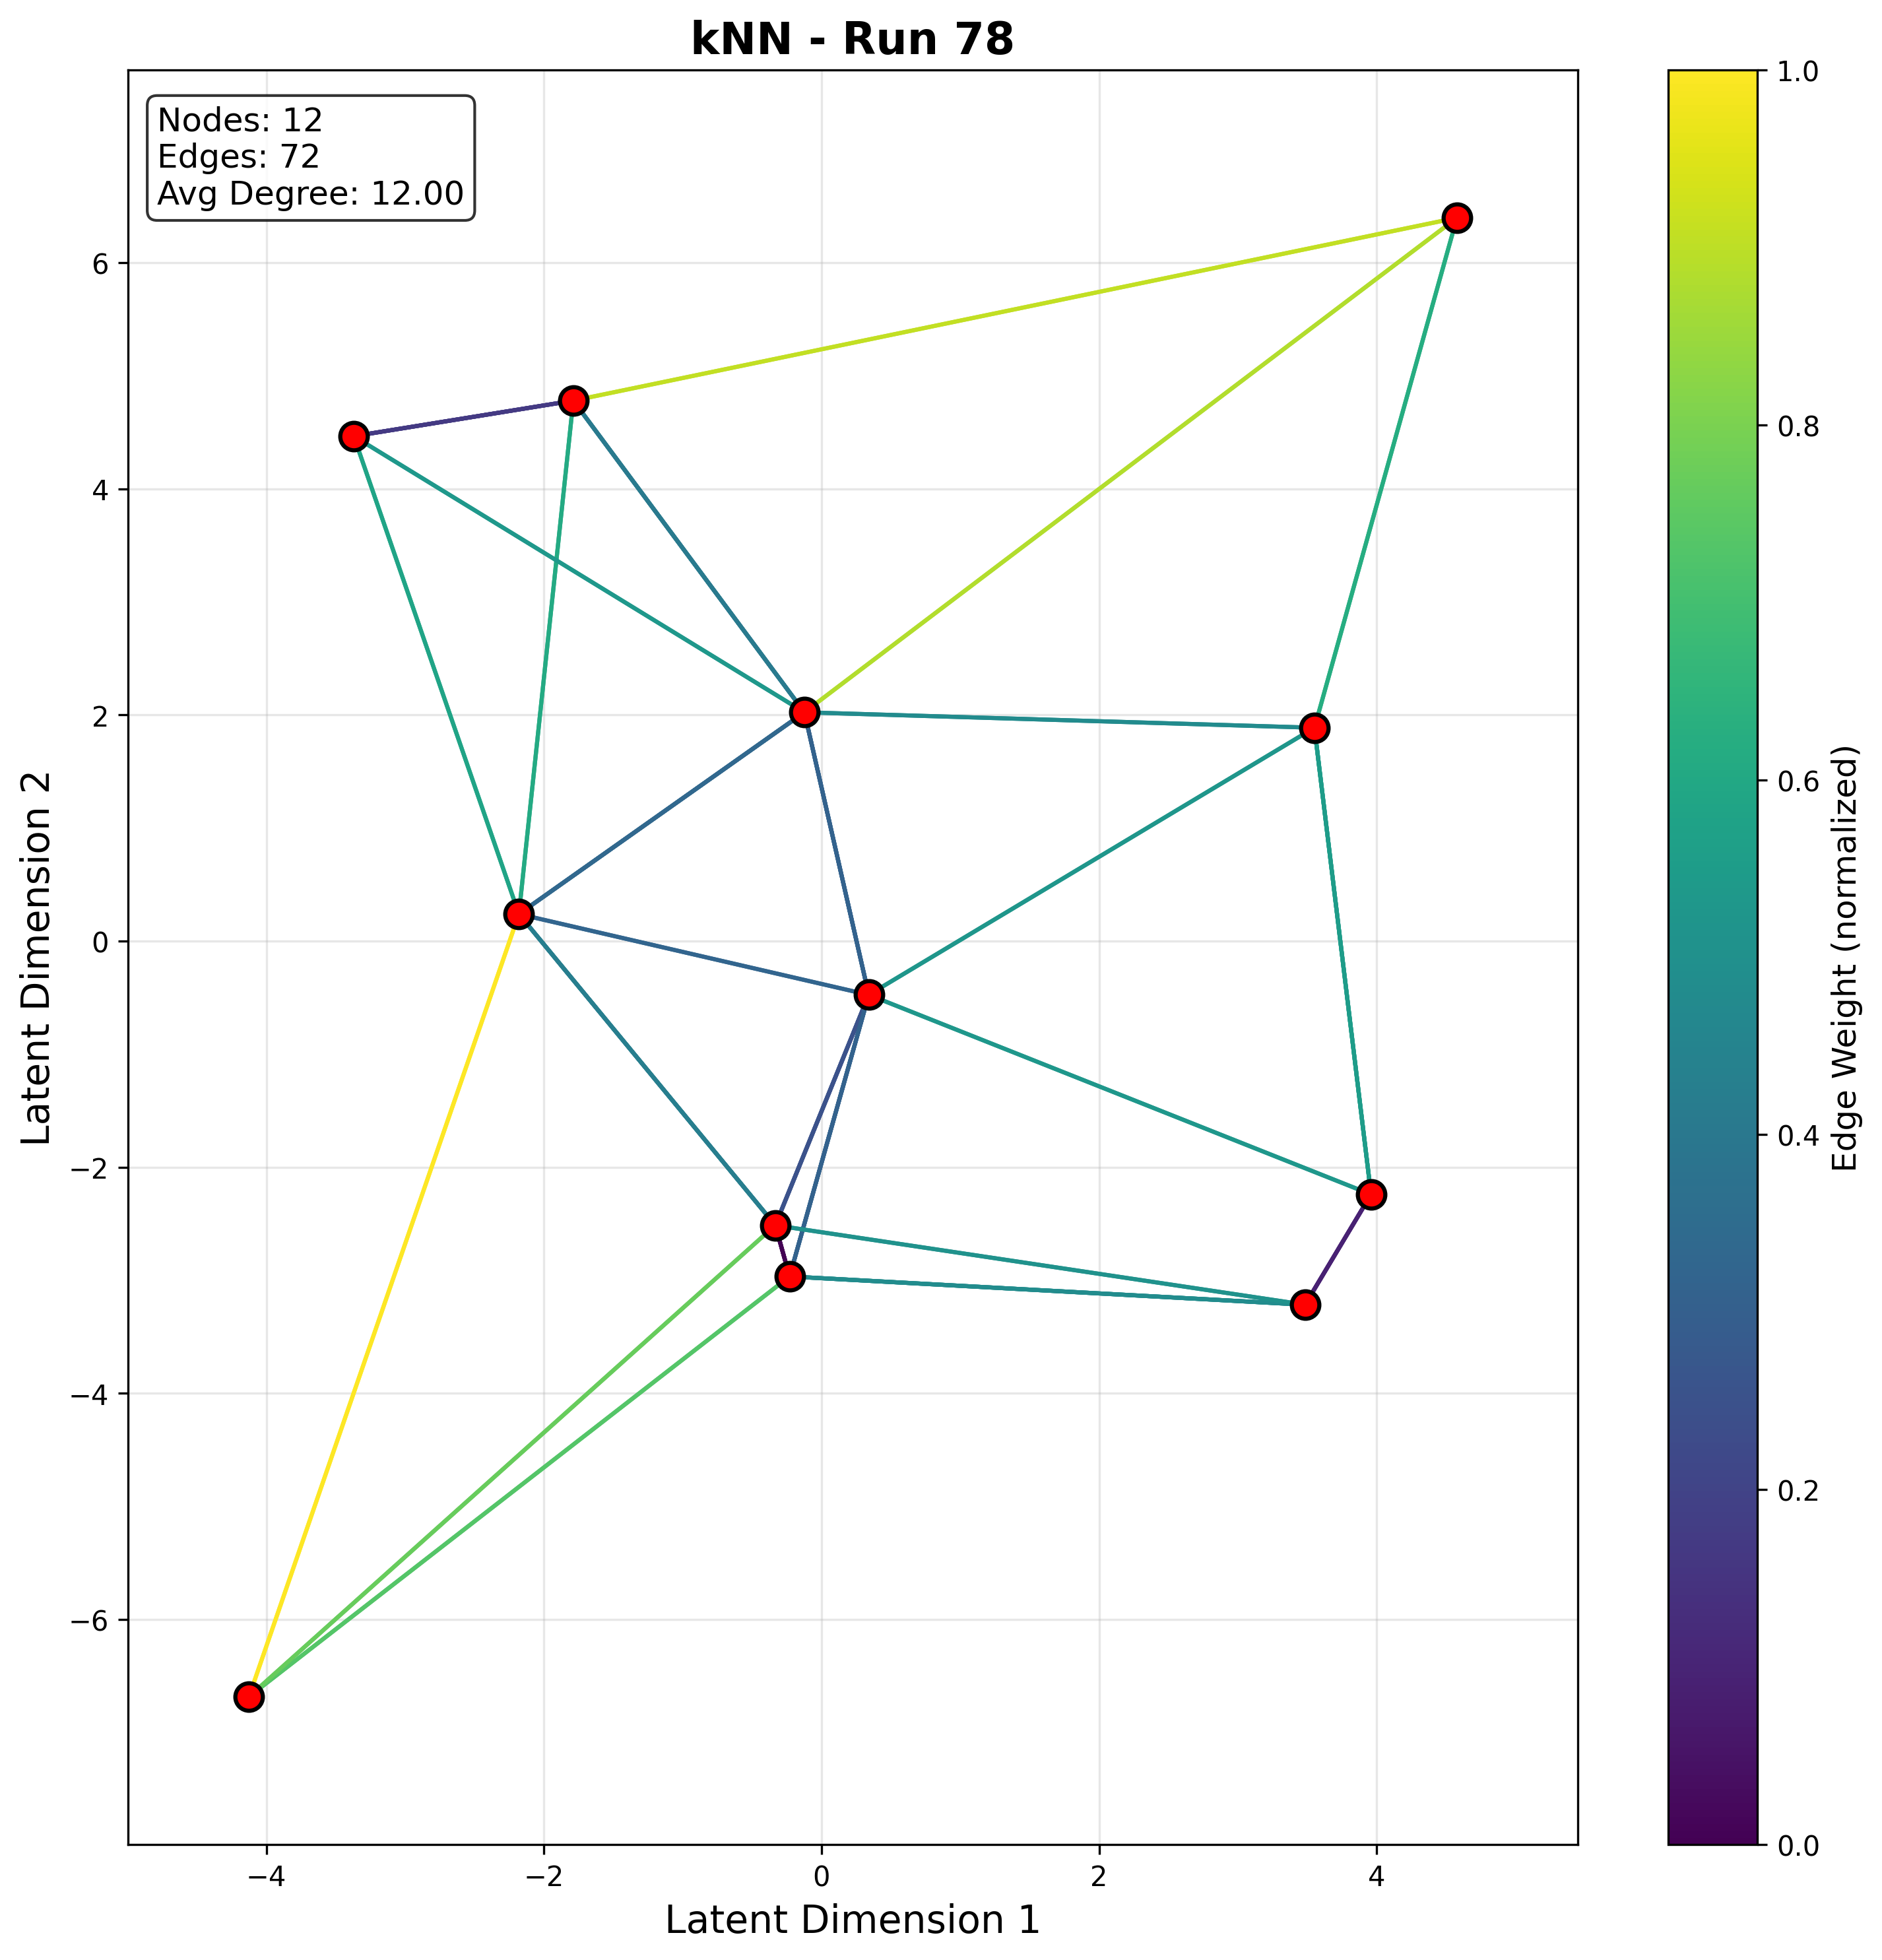 kNN - Run 78
Nodes: 12
Edges: 72
Avg Degree: 12.00
6
4
2
0
−2
−4
−6
Latent Dimension 2
−4
−2
0
2
4
Latent Dimension 1
1.0
0.8
0.6
0.4
0.2
0.0
Edge Weight (normalized)